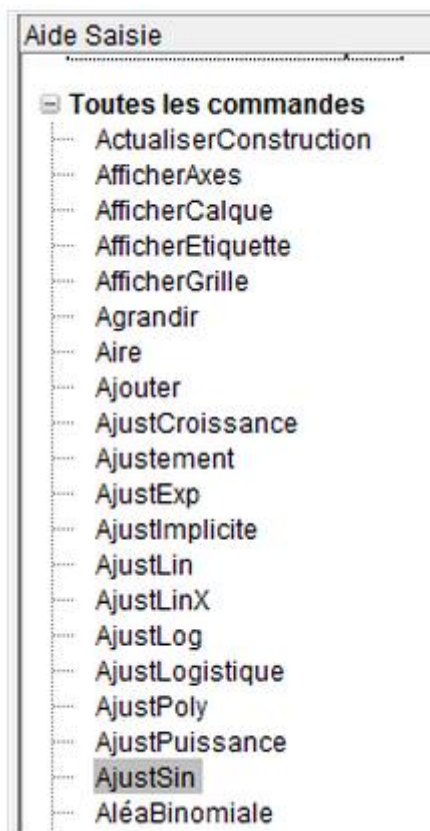 Aide Saisie
Toutes les commandes
ActualiserConstruction
AfficherAxes
AfficherCalque
AfficherEtiquette
AfficherGrille
Agrandir
Aire
Ajouter
AjustCroissance
Ajustement
AjustExp
AjustImplicite
AjustLin
AjustLinX
AjustLog
AjustLogistique
AjustPoly
AjustPuissance
AjustSin
AléaBinomiale